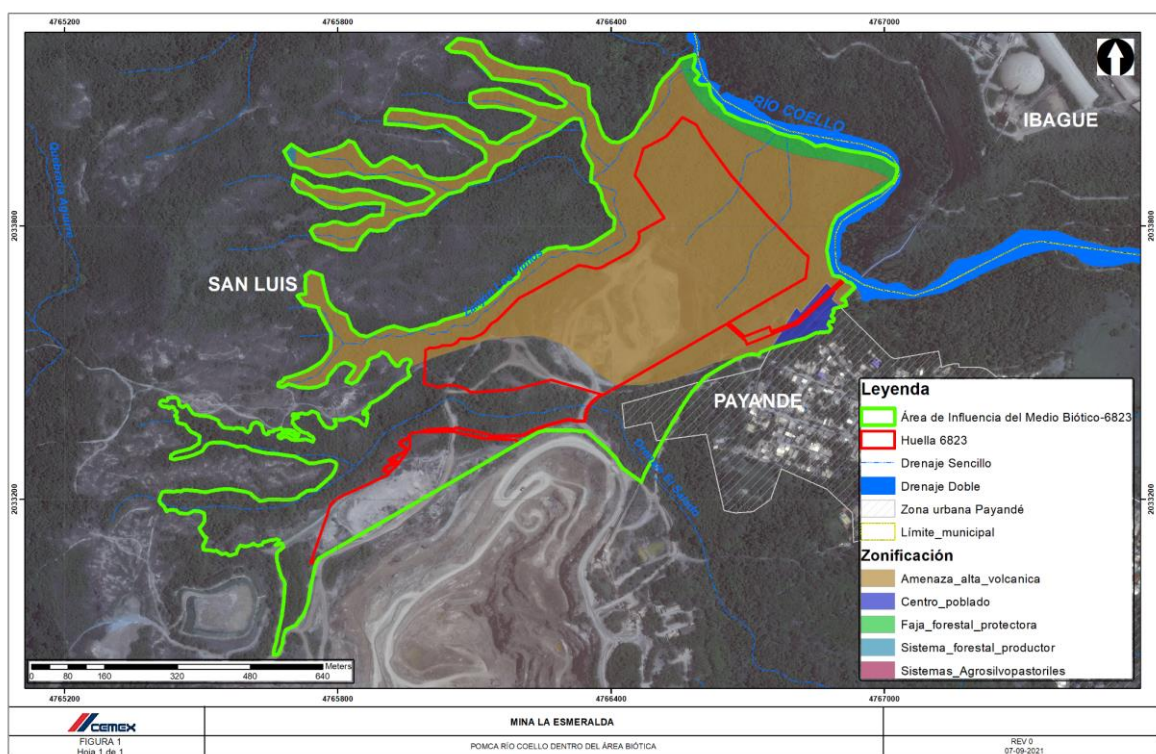 4765200 4765800 4766400 4767000
RÍO COELLO
IBAGUE
2033800 2033800
SAN LUIS
PAYANDE
Leyenda
Área de Influencia del Medio Biótico-6823
Huella 6823
Drenaje Sencillo
Drenaje Doble
Zona urbana Payandé
Límite_municipal
Zonificación
Amenaza_alta_volcanica
Centro_poblado
Faja_forestal_protectora
Sistema_forestal_productor
Sistemas_Agrosilvopastoriles
2033200 2033200
Meters
0 80 160 320 480 640
4765200 4765800 4766400 4767000
CEMEX
FIGURA 1
Hoja 1 de 1
MINA LA ESMERALDA
POMCA RÍO COELLO DENTRO DEL ÁREA BIÓTICA
REV 0
07-09-2021